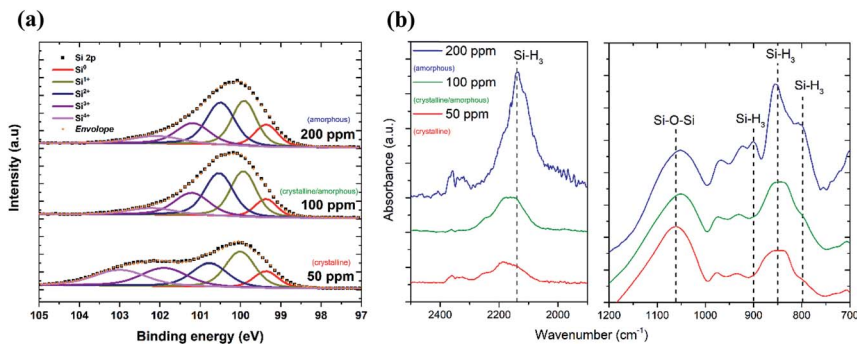 (a)
Si 2p
Si⁰
Si¹⁺
Si²⁺
Si³⁺
Si⁴⁺
Envolope
(amorphous)
200 ppm
(crystalline/amorphous)
100 ppm
(crystalline)
50 ppm
Intensity (a.u)
105 104 103 102 101 100 99 98 97
Binding energy (eV)
(b)
200 ppm
(amorphous)
100 ppm
(crystalline/amorphous)
50 ppm
(crystalline)
Si-H₃
Si-O-Si
Si-H₃
Si-H₃
Si-H₃
Absorbance (a.u.)
2400 2200 2000
1200 1100 1000 900 800 700
Wavenumber (cm⁻¹)